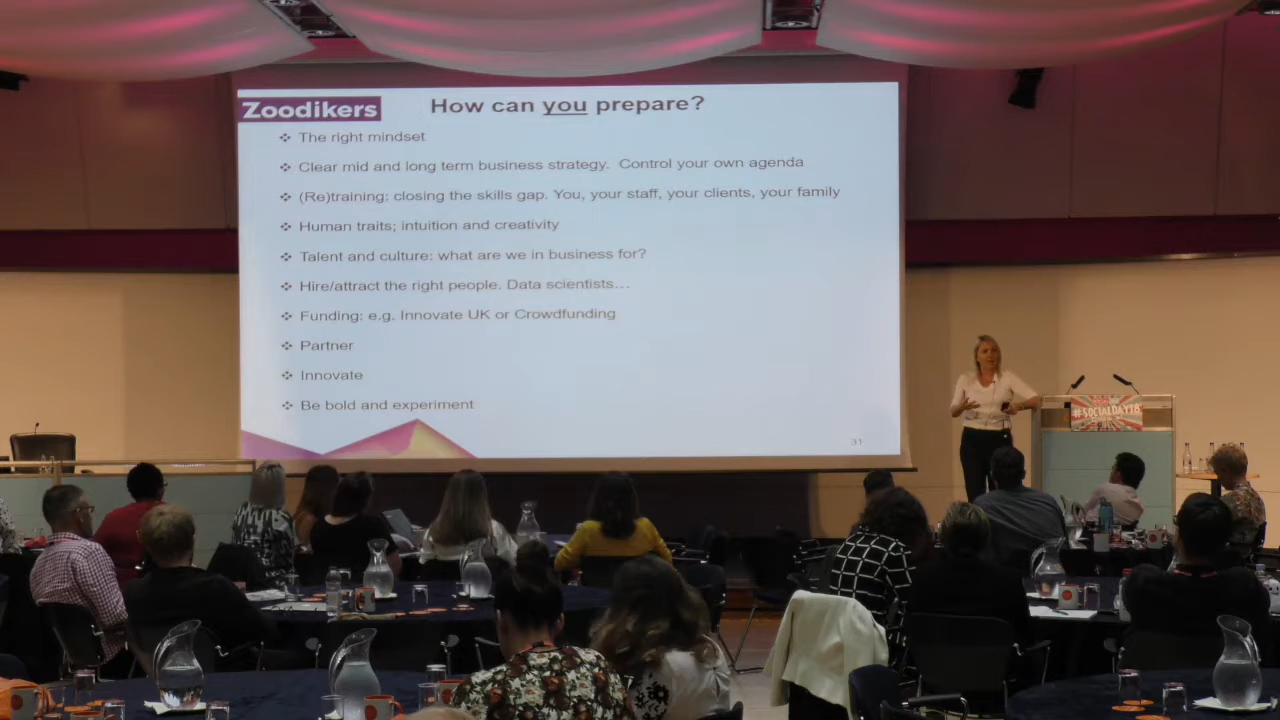 Zoodikers
How can you prepare?
The right mindset
Clear mid and long term business strategy. Control your own agenda
(Re)training: closing the skills gap. You, your staff, your clients, your family
Human traits; intuition and creativity
Talent and culture: what are we in business for?
Hire/attract the right people. Data scientists...
Funding: e.g. Innovate UK or Crowdfunding
Partner
Innovate
Be bold and experiment
31
#SOCIALDAY18